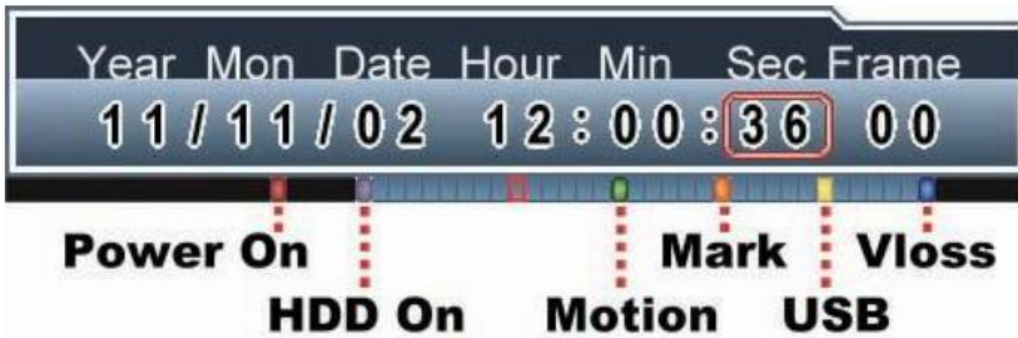 Year Mon Date Hour Min Sec Frame
11/11/02 12:00:36 00
Power On Mark Vloss
HDD On Motion USB